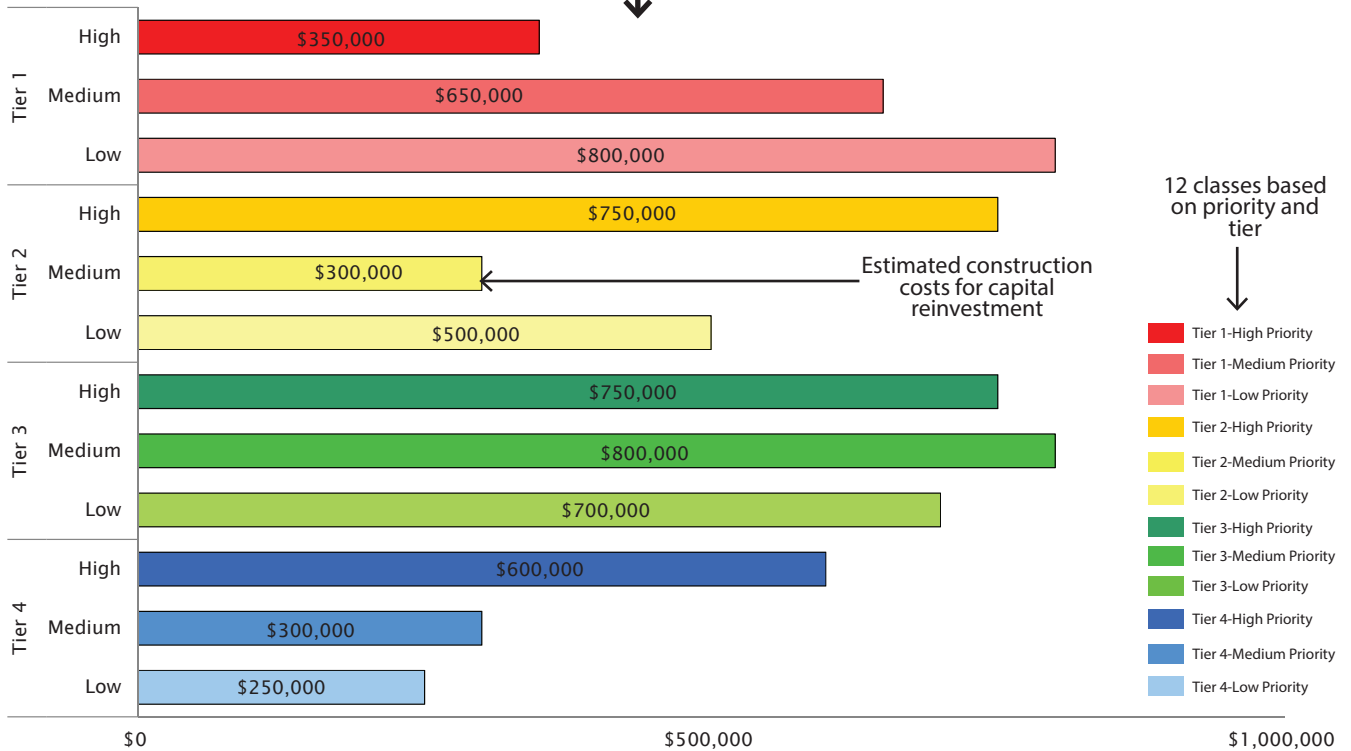 Tier 1
High
$350,000
Medium
$650,000
Low
$800,000
Tier 2
High
$750,000
Medium
$300,000
Low
$500,000
Tier 3
High
$750,000
Medium
$800,000
Low
$700,000
Tier 4
High
$600,000
Medium
$300,000
Low
$250,000
$0
$500,000
$1,000,000
Estimated construction
costs for capital
reinvestment
12 classes based
on priority and
tier
Tier 1-High Priority
Tier 1-Medium Priority
Tier 1-Low Priority
Tier 2-High Priority
Tier 2-Medium Priority
Tier 2-Low Priority
Tier 3-High Priority
Tier 3-Medium Priority
Tier 3-Low Priority
Tier 4-High Priority
Tier 4-Medium Priority
Tier 4-Low Priority